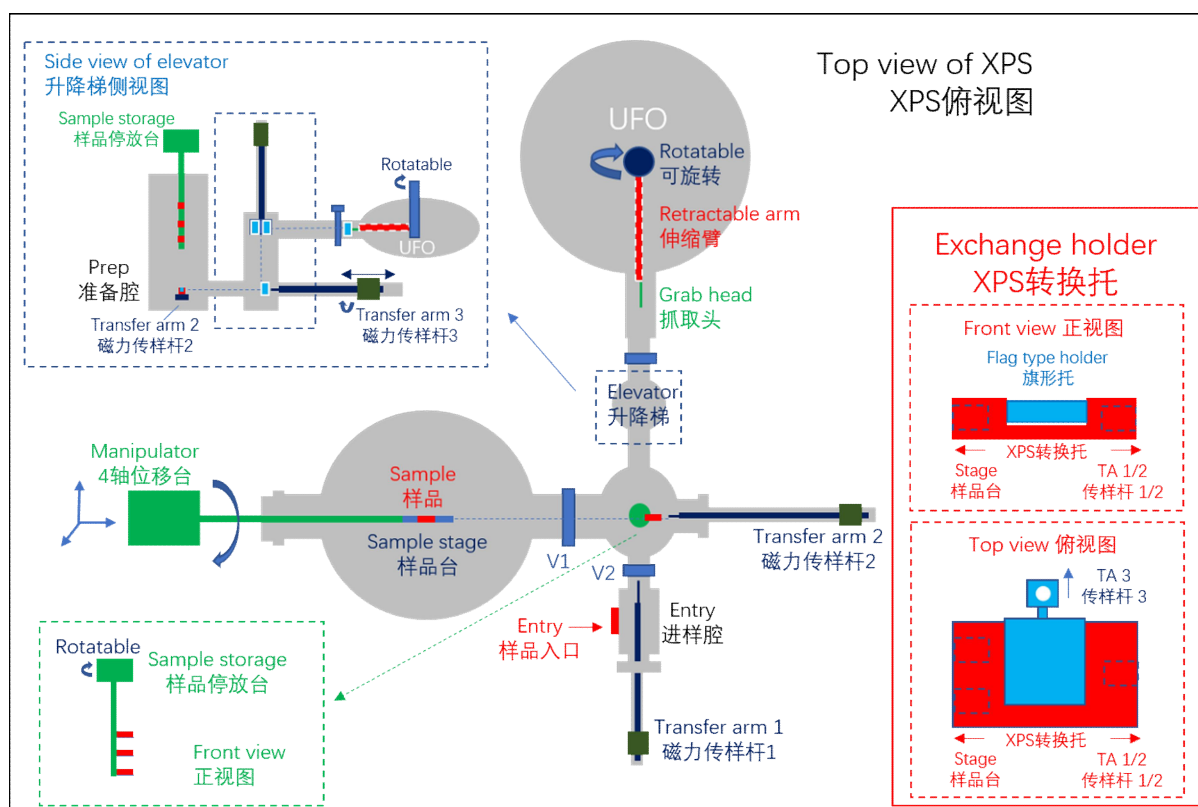 Top view of XPS
XPS俯视图
Side view of elevator
升降梯侧视图
Sample storage
样品停放台
Rotatable
UFO
Prep
准备腔
Transfer arm 2
磁力传样杆2
Transfer arm 3
磁力传样杆3
UFO
Rotatable
可旋转
Retractable arm
伸缩臂
Grab head
抓取头
Elevator
升降梯
Manipulator
4轴位移台
Sample
样品
Sample stage
样品台
V1
V2
Transfer arm 2
磁力传样杆2
Entry
样品入口
Entry
进样腔
Transfer arm 1
磁力传样杆1
Rotatable
Sample storage
样品停放台
Front view
正视图
Exchange holder
XPS转换托
Front view 正视图
Flag type holder
旗形托
XPS转换托
Stage
样品台
TA 1/2
传样杆 1/2
Top view 俯视图
TA 3
传样杆 3
XPS转换托
Stage
样品台
TA 1/2
传样杆 1/2